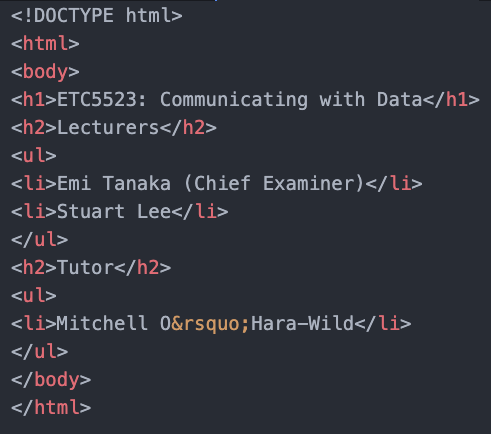 <!DOCTYPE html>
<html>
<body>
<h1>ETC5523: Communicating with Data</h1>
<h2>Lecturers</h2>
<ul>
<li>Emi Tanaka (Chief Examiner)</li>
<li>Stuart Lee</li>
</ul>
<h2>Tutor</h2>
<ul>
<li>Mitchell O&rsquo;Hara-Wild</li>
</ul>
</body>
</html>